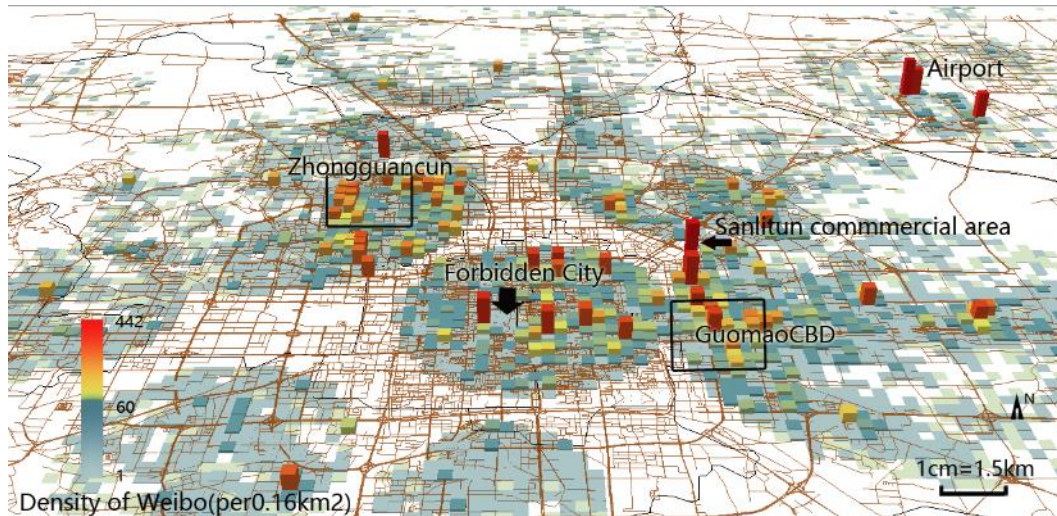 Airport
Zhongguancun
Sanlitun commmercial area
Forbidden City
442
GuomaoCBD
60
N
1
1cm=1.5km
Density of Weibo(per0.16km2)